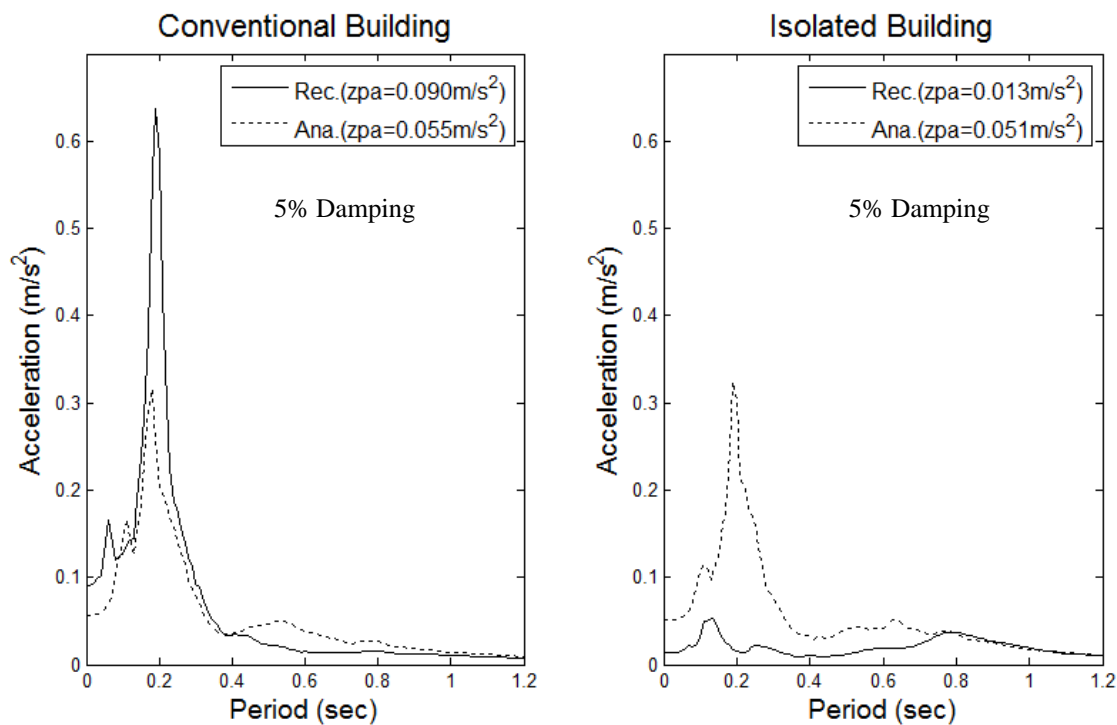 Conventional Building
Rec.(zpa=0.090m/s²)
Ana.(zpa=0.055m/s²)
5% Damping
Acceleration (m/s²)
0.6
0.5
0.4
0.3
0.2
0.1
0
0 0.2 0.4 0.6 0.8 1 1.2
Period (sec)
Isolated Building
Rec.(zpa=0.013m/s²)
Ana.(zpa=0.051m/s²)
5% Damping
Acceleration (m/s²)
0.6
0.5
0.4
0.3
0.2
0.1
0
0 0.2 0.4 0.6 0.8 1 1.2
Period (sec)